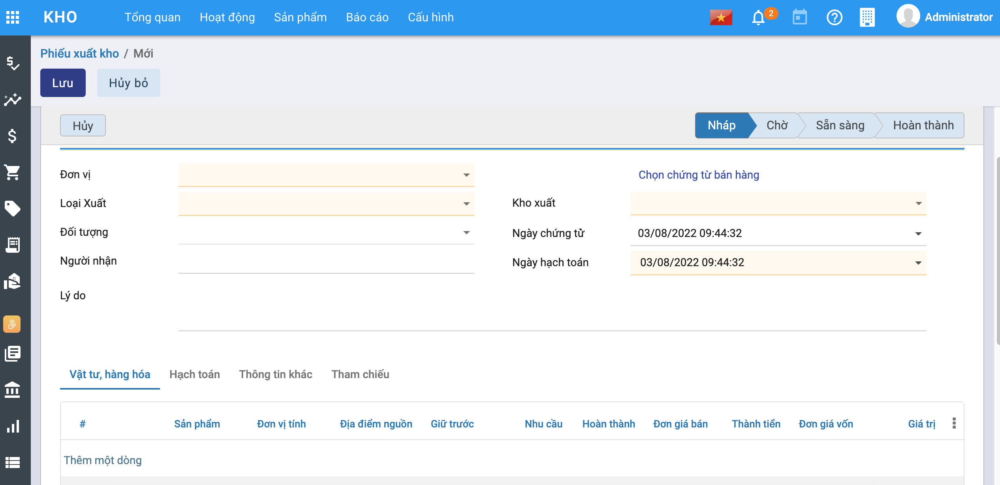 KHO Tổng quan Hoạt động Sản phẩm Báo cáo Cấu hình 2 Administrator
Phiếu xuất kho / Mới
Lưu Hủy bỏ
Hủy Nháp Chờ Sẵn sàng Hoàn thành
Đơn vị Chọn chứng từ bán hàng
Loại Xuất Kho xuất
Đối tượng Ngày chứng từ 03/08/2022 09:44:32
Người nhận Ngày hạch toán 03/08/2022 09:44:32
Lý do
Vật tư, hàng hóa Hạch toán Thông tin khác Tham chiếu
# Sản phẩm Đơn vị tính Địa điểm nguồn Giữ trước Nhu cầu Hoàn thành Đơn giá bán Thành tiền Đơn giá vốn Giá trị
Thêm một dòng